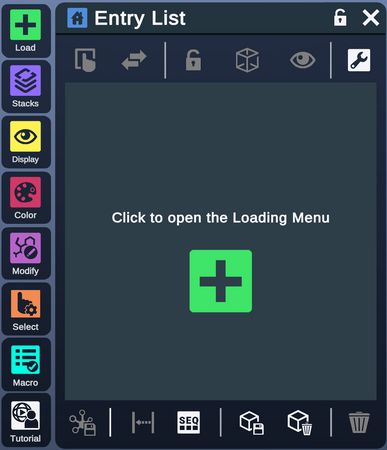 Entry List
Load
Stacks
Display
Color
Modify
Select
Macro
Tutorial
Click to open the Loading Menu
SEQ